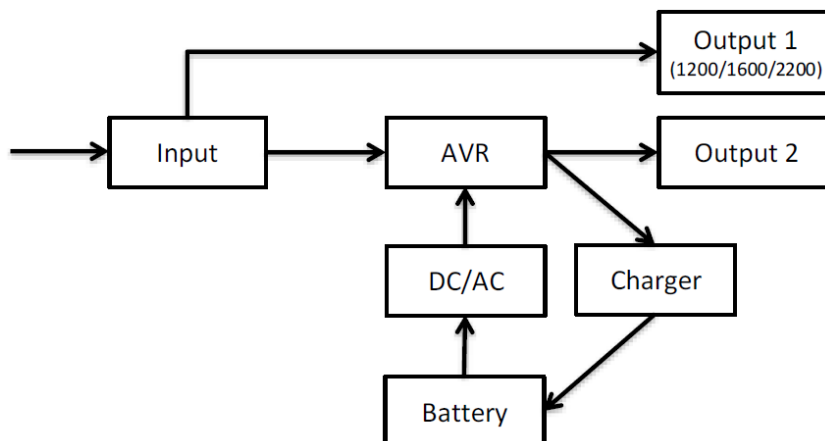 Output 1
(1200/1600/2200)
Input
AVR
Output 2
DC/AC
Charger
Battery